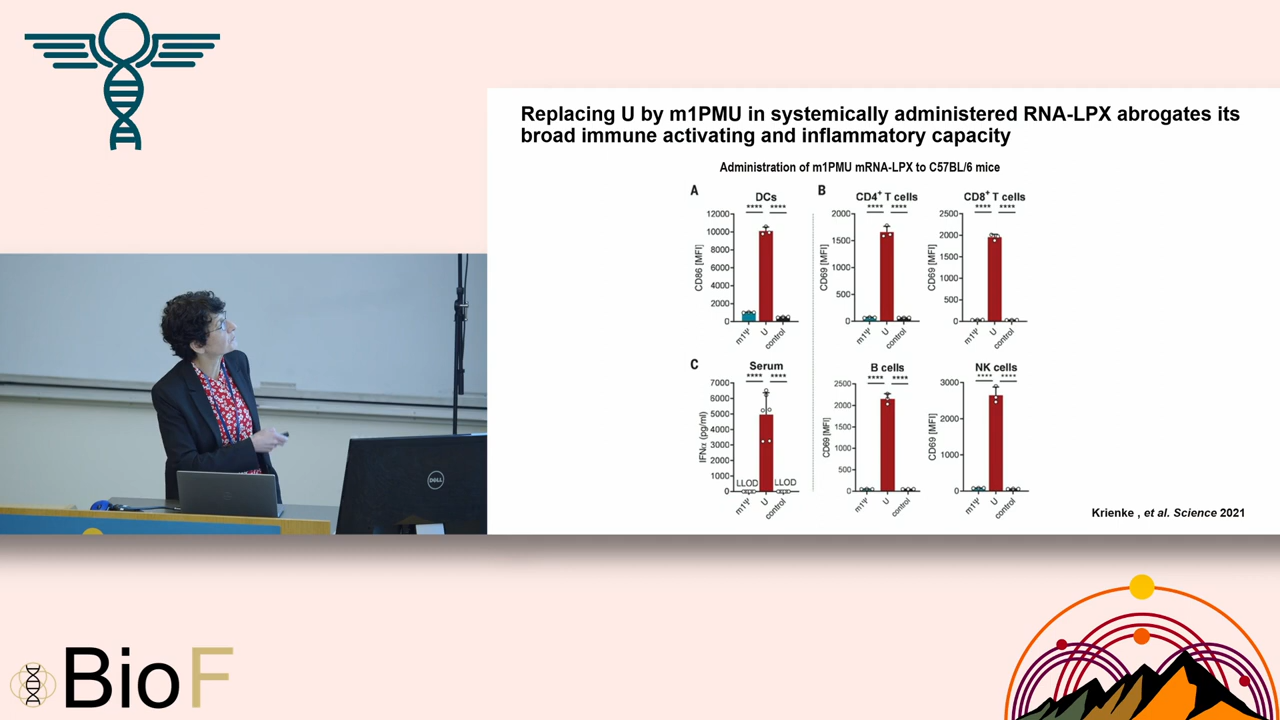 Replacing U by m1PMU in systemically administered RNA-LPX abrogates its
broad immune activating and inflammatory capacity
Administration of m1PMU mRNA-LPX to C57BL/6 mice
A
DCs
**** ****
CD86 [MFI]
12000
10000
8000
6000
4000
2000
0
m1Ψ
U
control
B
CD4+ T cells
**** ****
CD69 [MFI]
2000
1500
1000
500
0
m1Ψ
U
control
CD8+ T cells
**** ****
CD69 [MFI]
2500
2000
1500
1000
500
0
m1Ψ
U
control
C
Serum
**** ****
IFNα (pg/ml)
7000
6000
5000
4000
3000
2000
1000
0
LLOD
LLOD
m1Ψ
U
control
B cells
**** ****
CD69 [MFI]
2500
2000
1500
1000
500
0
m1Ψ
U
control
NK cells
**** ****
CD69 [MFI]
3000
2000
1000
0
m1Ψ
U
control
Krienke , et al. Science 2021
DELL
BioF